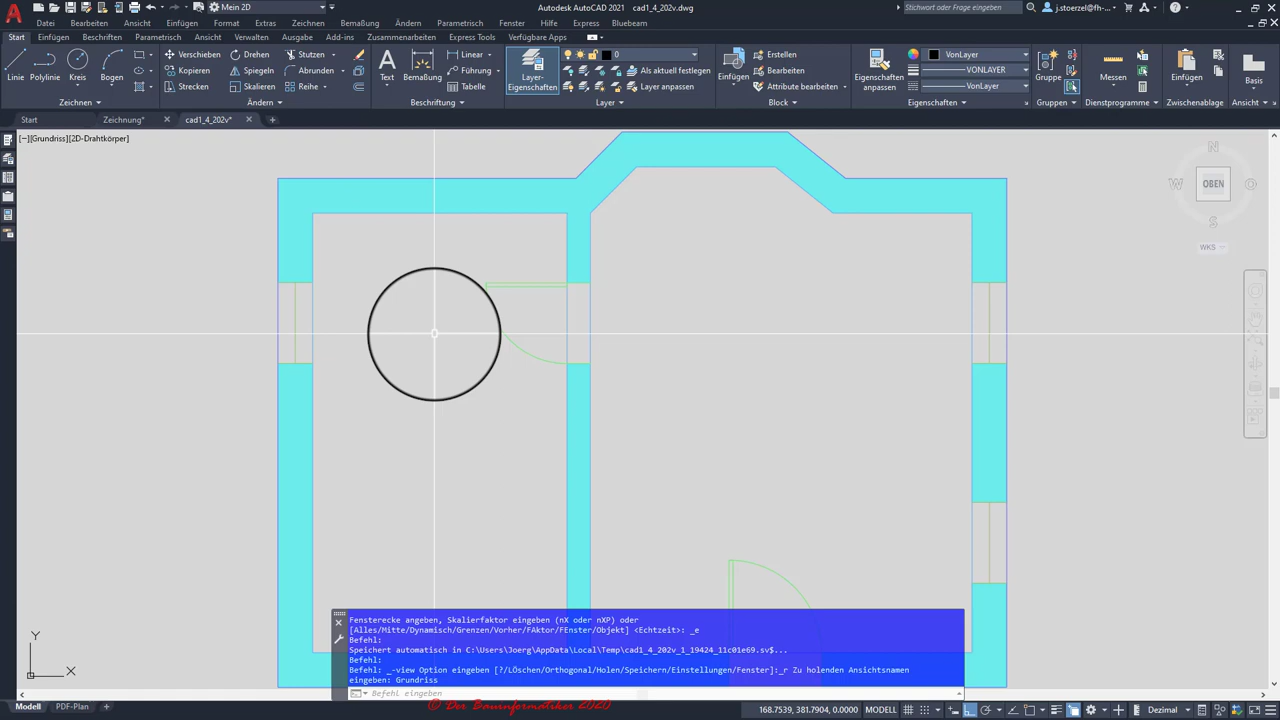 Mein 2D
Autodesk AutoCAD 2021 cad1_4_202v.dwg
Stichwort oder Frage eingeben
j.stoerzel@fh-...
Datei Bearbeiten Ansicht Einfügen Format Extras Zeichnen Bemaßung Ändern Parametrisch Fenster Hilfe Express Bluebeam
Start Einfügen Beschriften Parametrisch Ansicht Verwalten Ausgabe Add-ins Zusammenarbeiten Express Tools Verfügbare Apps
Linie Polylinie Kreis Bogen
Verschieben Drehen Stutzen
Kopieren Spiegeln Abrunden
Strecken Skalieren Reihe
Text Bemaßung
Linear
Führung
Tabelle
Layer-
Eigenschaften
0
Als aktuell festlegen
Layer anpassen
Einfügen
Erstellen
Bearbeiten
Attribute bearbeiten
Eigenschaften
anpassen
VonLayer
VONLAYER
VonLayer
Gruppe Messen Einfügen Basis
Zeichnen Ändern Beschriftung Layer Block Eigenschaften Gruppen Dienstprogramme Zwischenablage Ansicht
Start Zeichnung* cad1_4_202v*
[−][Grundriss][2D-Drahtkörper]
N
W OBEN O
S
WKS
Y
X
Fensterecke angeben, Skalierfaktor eingeben (nX oder nXP) oder
[Alles/Mitte/Dynamisch/Grenzen/Vorher/FAktor/FEnster/Objekt] <Echtzeit>: _e
Befehl:
Speichert automatisch in C:\Users\Joerg\AppData\Local\Temp\cad1_4_202v_1_19424_11c01e69.sv$...
Befehl:
Befehl: _-view Option eingeben [?/LÖschen/Orthogonal/Holen/Speichern/Einstellungen/Fenster]:_r Zu holenden Ansichtsnamen
eingeben: Grundriss
Befehl eingeben
Modell PDF-Plan
© Der Bauinformatiker 2020
168.7539, 381.7904, 0.0000 MODELL
Dezimal